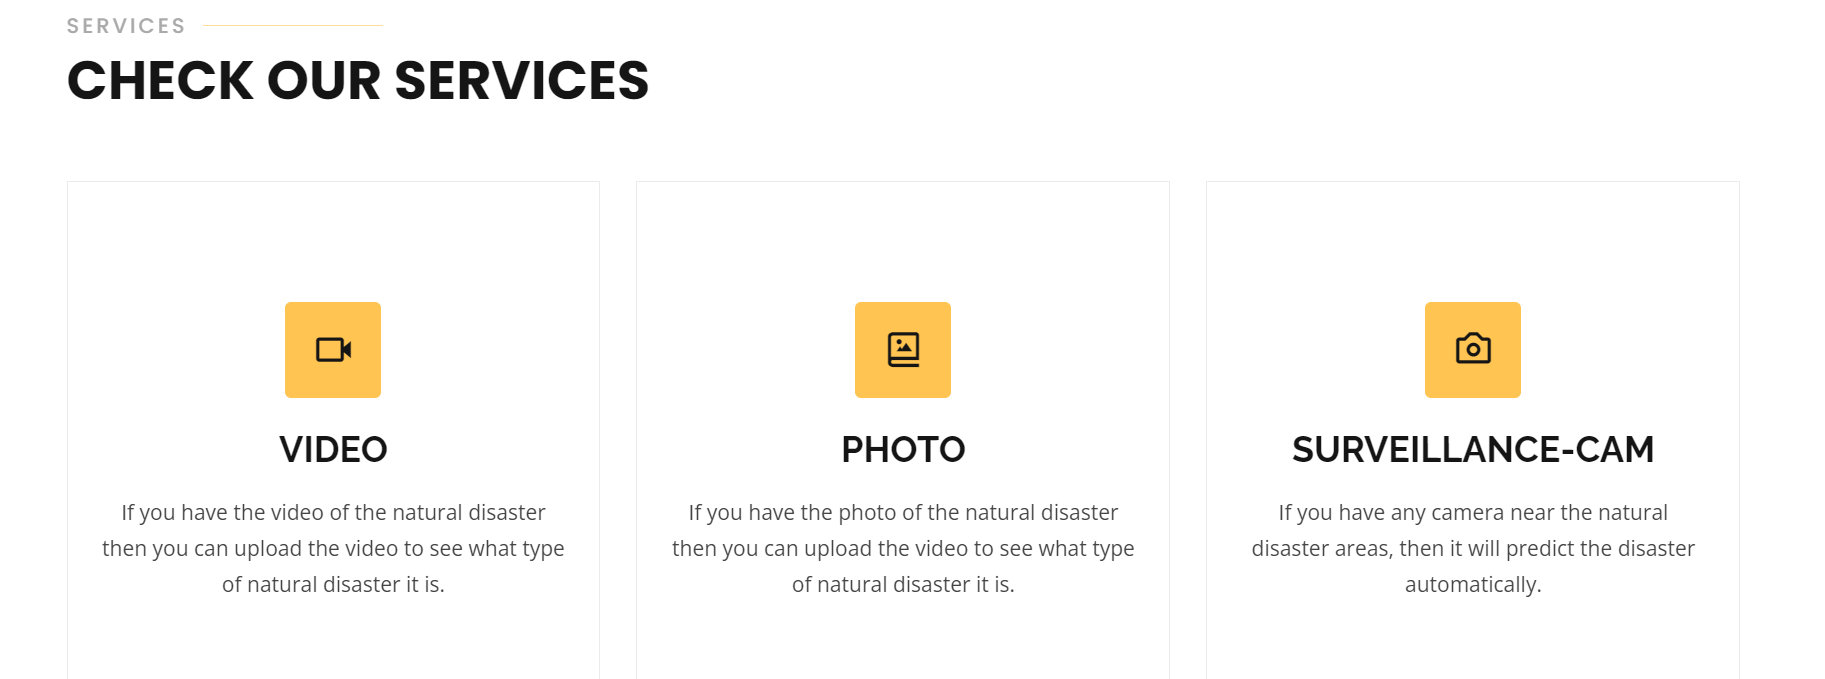 SERVICES
CHECK OUR SERVICES
VIDEO
If you have the video of the natural disaster
then you can upload the video to see what type
of natural disaster it is.
PHOTO
If you have the photo of the natural disaster
then you can upload the video to see what type
of natural disaster it is.
SURVEILLANCE-CAM
If you have any camera near the natural
disaster areas, then it will predict the disaster
automatically.